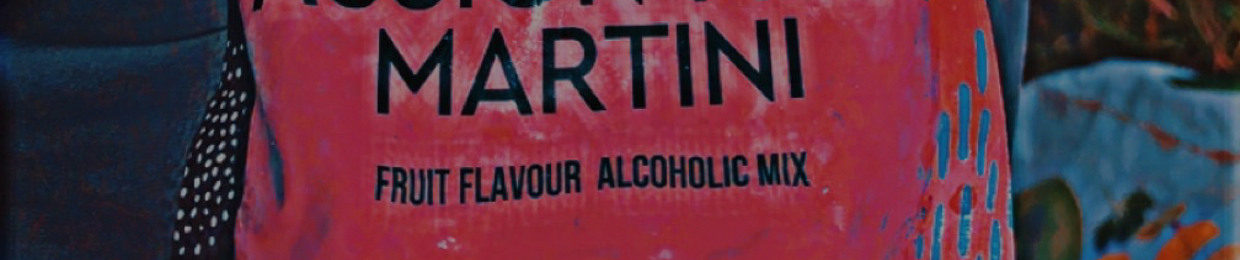 MARTINI
FRUIT FLAVOUR ALCOHOLIC MIX